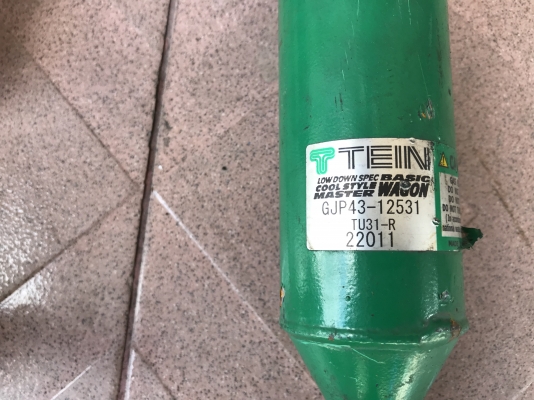 TEIN
LOW DOWN SPEC BASIC
COOL STYLE WAGON
MASTER
GJP43-12531
TU31-R
22011